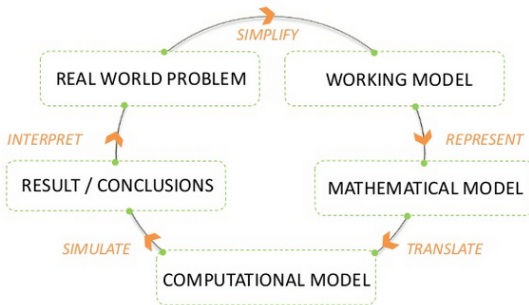 SIMPLIFY
REAL WORLD PROBLEM
WORKING MODEL
INTERPRET
REPRESENT
RESULT / CONCLUSIONS
MATHEMATICAL MODEL
SIMULATE
TRANSLATE
COMPUTATIONAL MODEL